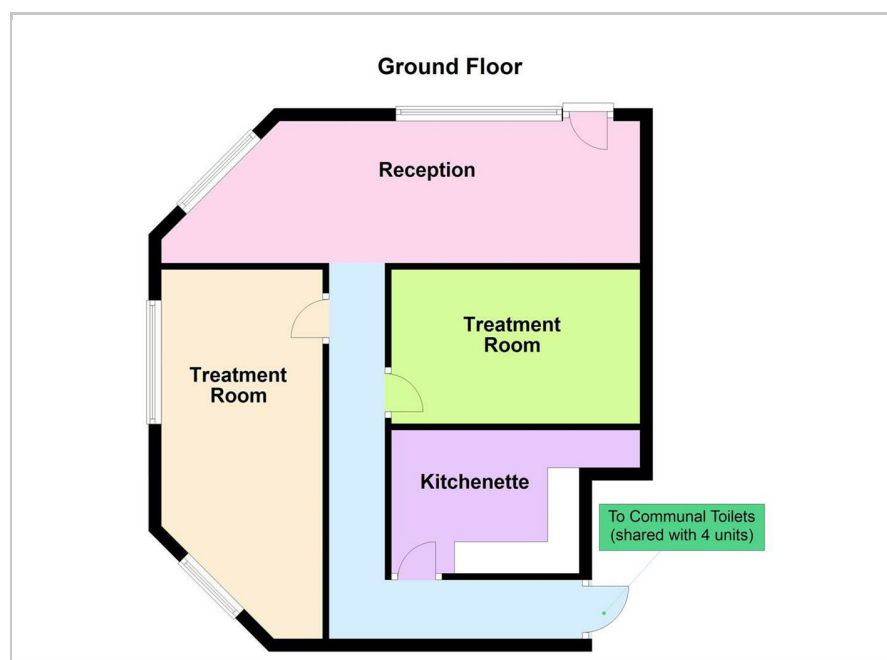 Ground Floor
Reception
Treatment
Room
Treatment
Room
Kitchenette
To Communal Toilets
(shared with 4 units)